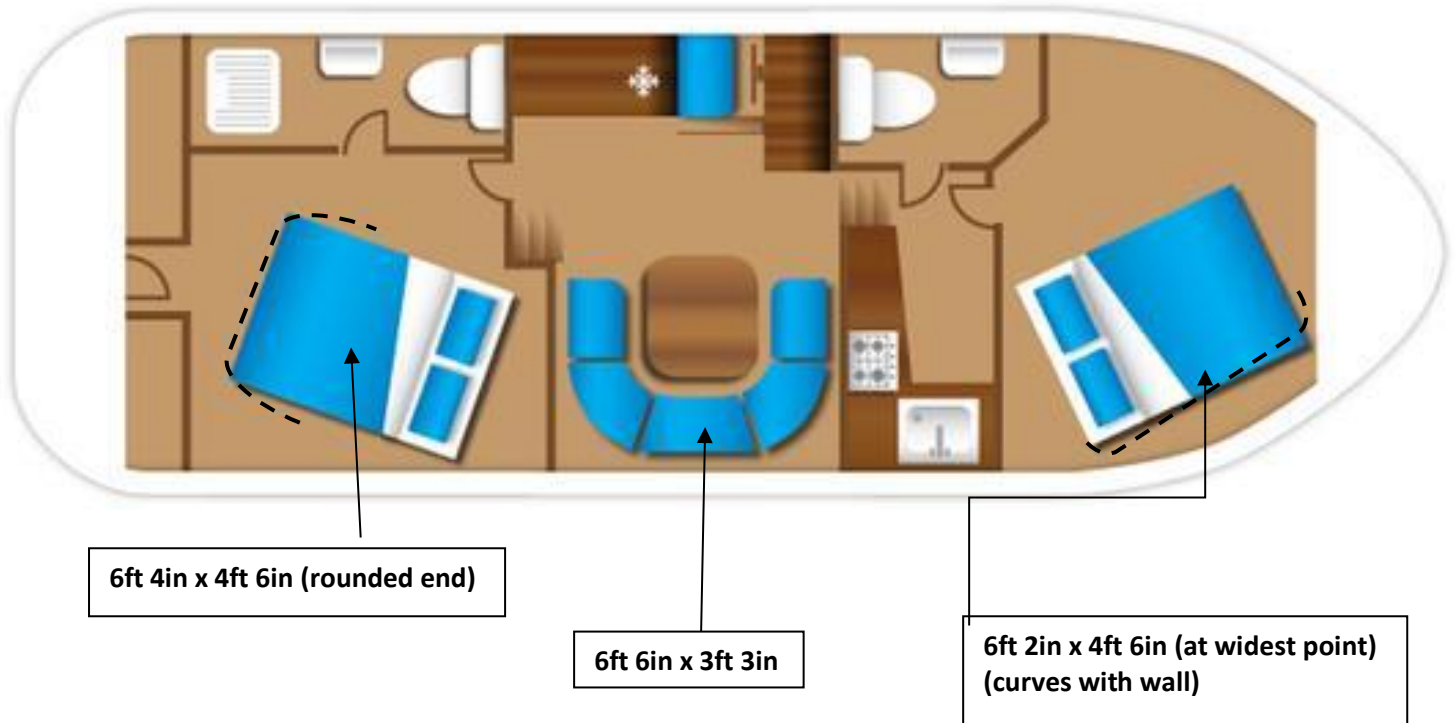 6ft 4in x 4ft 6in (rounded end)
6ft 6in x 3ft 3in
6ft 2in x 4ft 6in (at widest point)
(curves with wall)